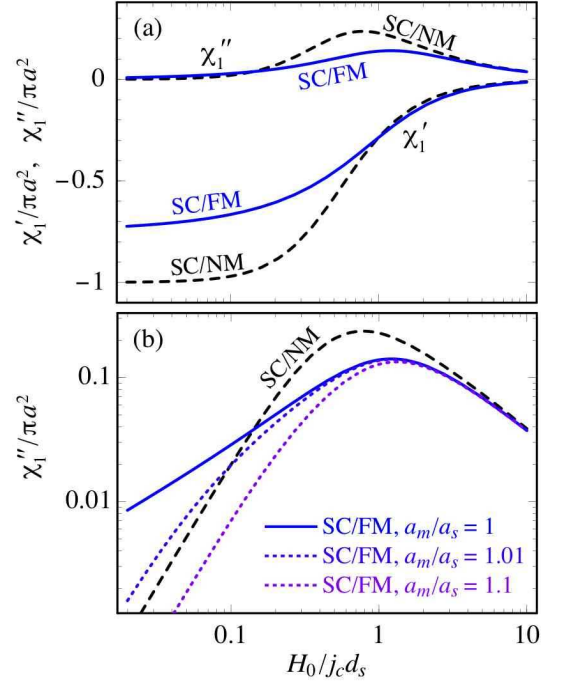 (a)
χ₁″
SC/NM
SC/FM
χ₁′
SC/FM
SC/NM
0
−0.5
−1
χ₁′/πa², χ₁″/πa²
(b)
SC/NM
0.1
0.01
χ₁″/πa²
SC/FM, aₘ/aₛ = 1
SC/FM, aₘ/aₛ = 1.01
SC/FM, aₘ/aₛ = 1.1
0.1 1 10
H₀/j_c dₛ